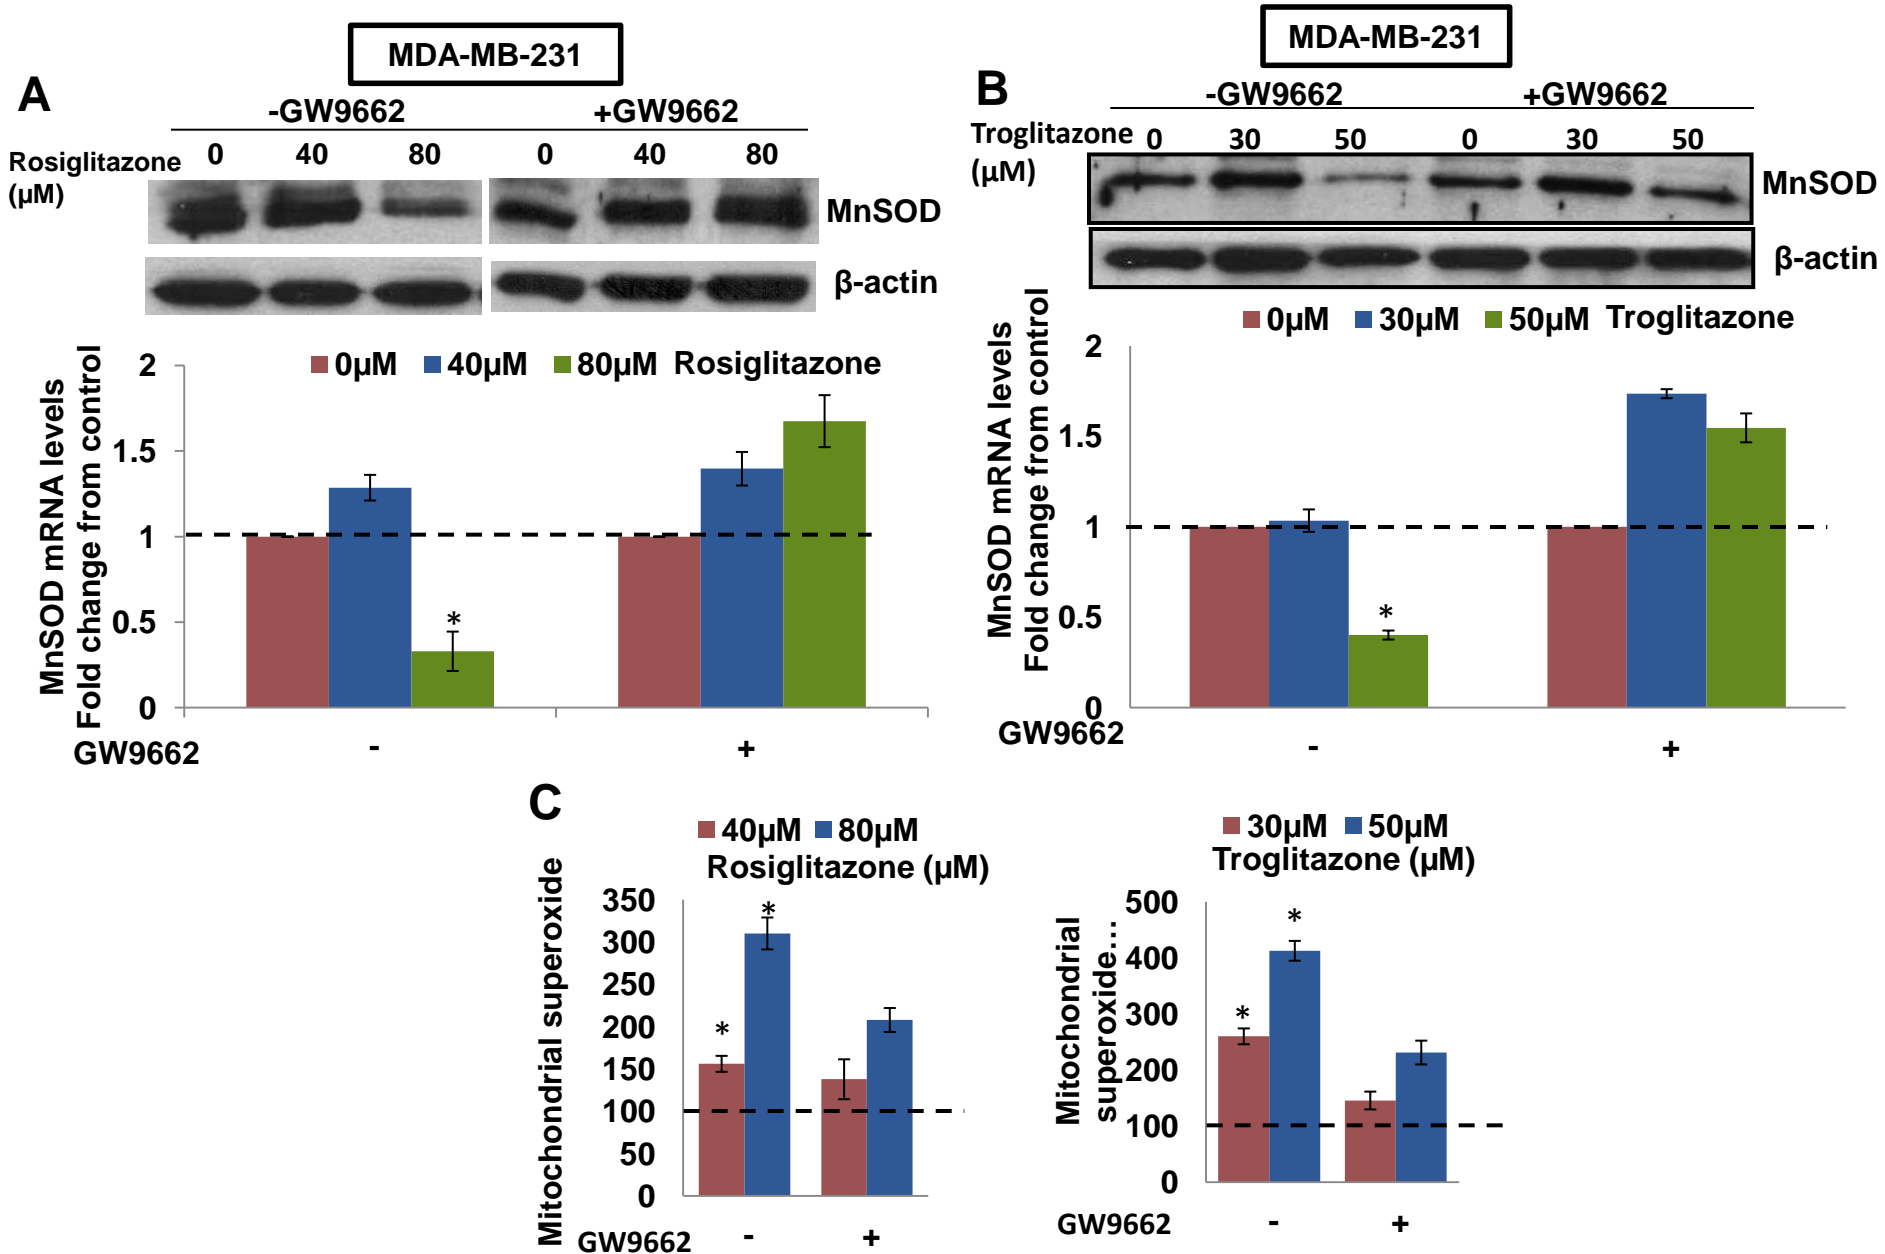 MDA-MB-231
A
-GW9662 +GW9662
Rosiglitazone 0 40 80 0 40 80
(µM)
MnSOD
β-actin
MnSOD mRNA levels
Fold change from control
0µM 40µM 80µM Rosiglitazone
2
1.5
1
0.5
0
*
GW9662 - +
MDA-MB-231
B
-GW9662 +GW9662
Troglitazone 0 30 50 0 30 50
(µM)
MnSOD
β-actin
0µM 30µM 50µM Troglitazone
MnSOD mRNA levels
Fold change from control
2
1.5
1
0.5
0
*
GW9662 - +
C
40µM 80µM
Rosiglitazone (µM)
Mitochondrial superoxide
350
300
250
200
150
100
50
0
* *
GW9662 - +
30µM 50µM
Troglitazone (µM)
Mitochondrial
superoxide…
500
400
300
200
100
0
* *
GW9662 - +